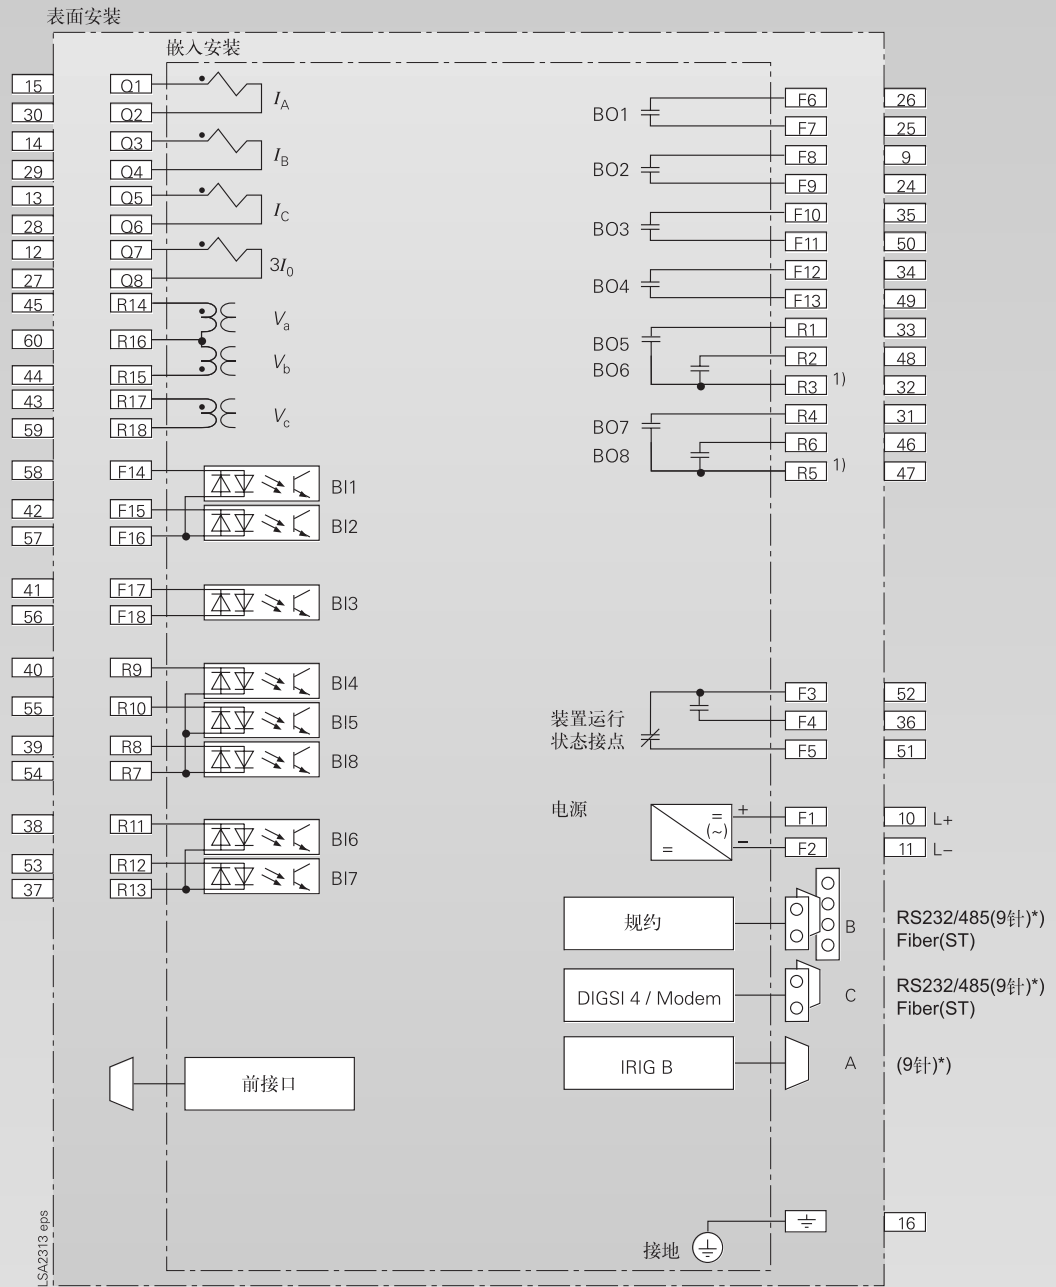 表面安装
嵌入安装
15 Q1
30 Q2
I_A
14 Q3
29 Q4
I_B
13 Q5
28 Q6
I_C
12 Q7
27 Q8
3I_0
45 R14
60 R16
44 R15
43 R17
59 R18
V_a
V_b
V_c
58 F14
42 F15
57 F16
BI1
BI2
41 F17
56 F18
BI3
40 R9
55 R10
39 R8
54 R7
BI4
BI5
BI8
38 R11
53 R12
37 R13
BI6
BI7
前接口
BO1
F6 26
F7 25
BO2
F8 9
F9 24
BO3
F10 35
F11 50
BO4
F12 34
F13 49
BO5
BO6
R1 33
R2 48
R3 1) 32
BO7
BO8
R4 31
R6 46
R5 1) 47
装置运行
状态接点
F3 52
F4 36
F5 51
电源
= (~) =
+ F1 10 L+
− F2 11 L−
规约 B RS232/485(9针)*)
Fiber(ST)
DIGSI 4 / Modem C RS232/485(9针)*)
Fiber(ST)
IRIG B A (9针)*)
接地 16
LSA2313 eps